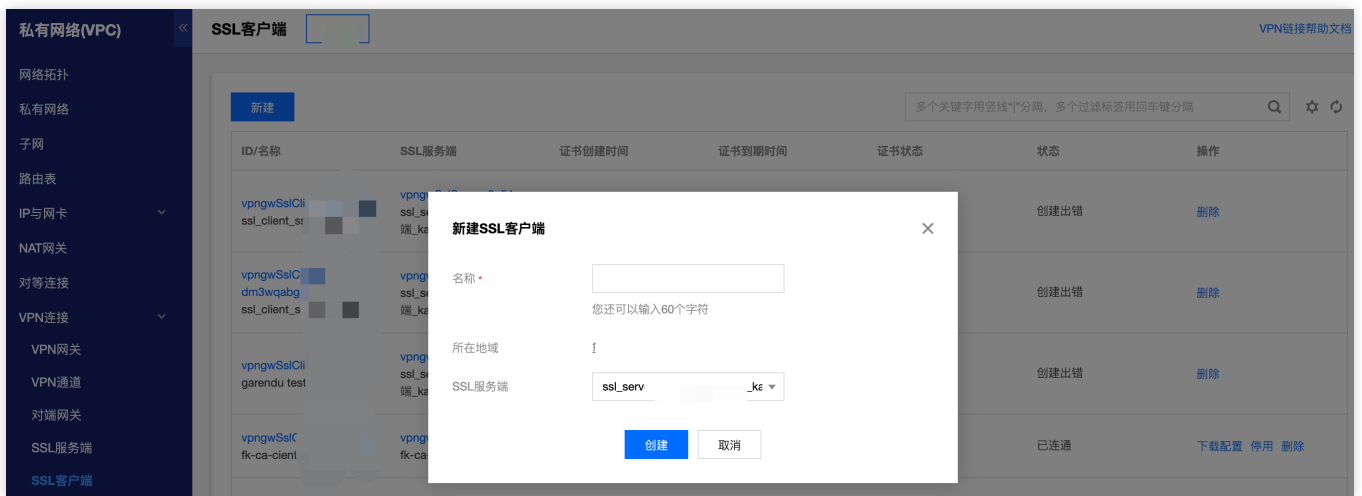 私有网络(VPC)
«
SSL客户端
VPN链接帮助文档
网络拓扑
私有网络
子网
路由表
IP与网卡
NAT网关
对等连接
VPN连接
VPN网关
VPN通道
对端网关
SSL服务端
SSL客户端
新建
多个关键字用竖线"|"分隔，多个过滤标签用回车键分隔
ID/名称 SSL服务端 证书创建时间 证书到期时间 证书状态 状态 操作
vpngwSslCli
ssl_client_ss
ssl_se
端_ka
创建出错 删除
vpngwSslC
dm3wqabg
ssl_client_s
vpngw
ssl_se
端_ka
创建出错 删除
vpngwSslCli
garendu test
vpngw
ssl_se
端_ka
创建出错 删除
vpngwSslC
fk-ca-cient
vpngw
fk-ca-
已连通 下载配置 停用 删除
新建SSL客户端
名称 *
您还可以输入60个字符
所在地域
SSL服务端 ssl_serv _ka
创建 取消